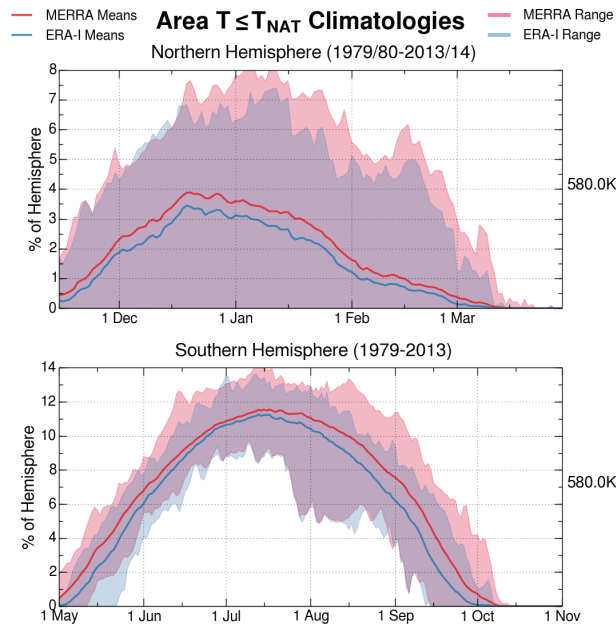 Area T ≤ T_NAT Climatologies
MERRA Means
ERA-I Means
MERRA Range
ERA-I Range
Northern Hemisphere (1979/80-2013/14)
% of Hemisphere
8
7
6
5
4
3
2
1
0
1 Dec
1 Jan
1 Feb
1 Mar
580.0K
Southern Hemisphere (1979-2013)
% of Hemisphere
14
12
10
8
6
4
2
0
1 May
1 Jun
1 Jul
1 Aug
1 Sep
1 Oct
1 Nov
580.0K